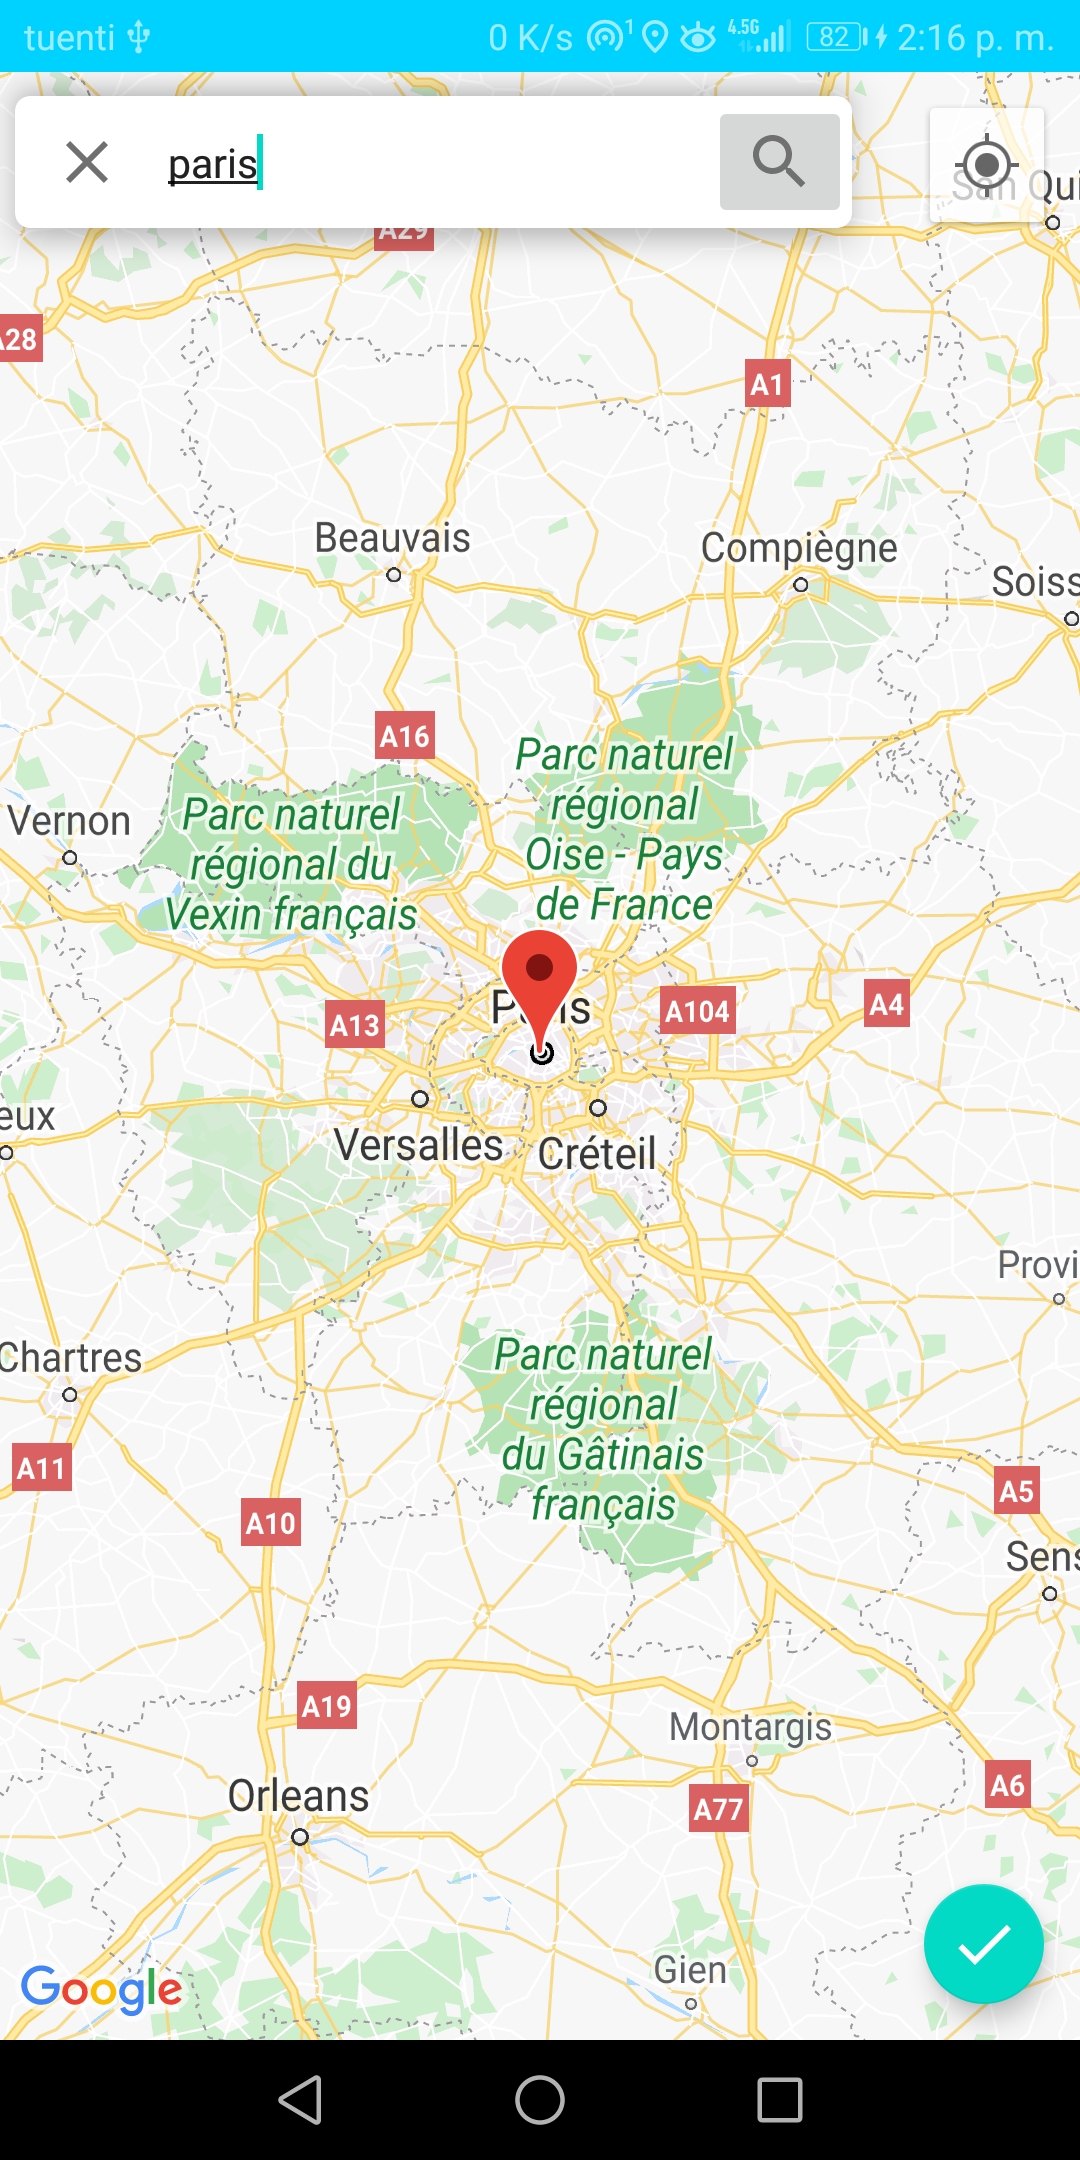 tuenti
0 K/s
1
4.5G
82
2:16 p. m.
paris
San Qui
A29
A28
A1
Beauvais
Compiègne
Soiss
A16
Parc naturel
régional
Oise - Pays
de France
Vernon
Parc naturel
régional du
Vexin français
Paris
A13
A104
A4
eux
Versalles
Créteil
Provi
Chartres
Parc naturel
régional
du Gâtinais
français
A11
A10
A5
Sens
A19
Montargis
Orleans
A77
A6
Gien
Google